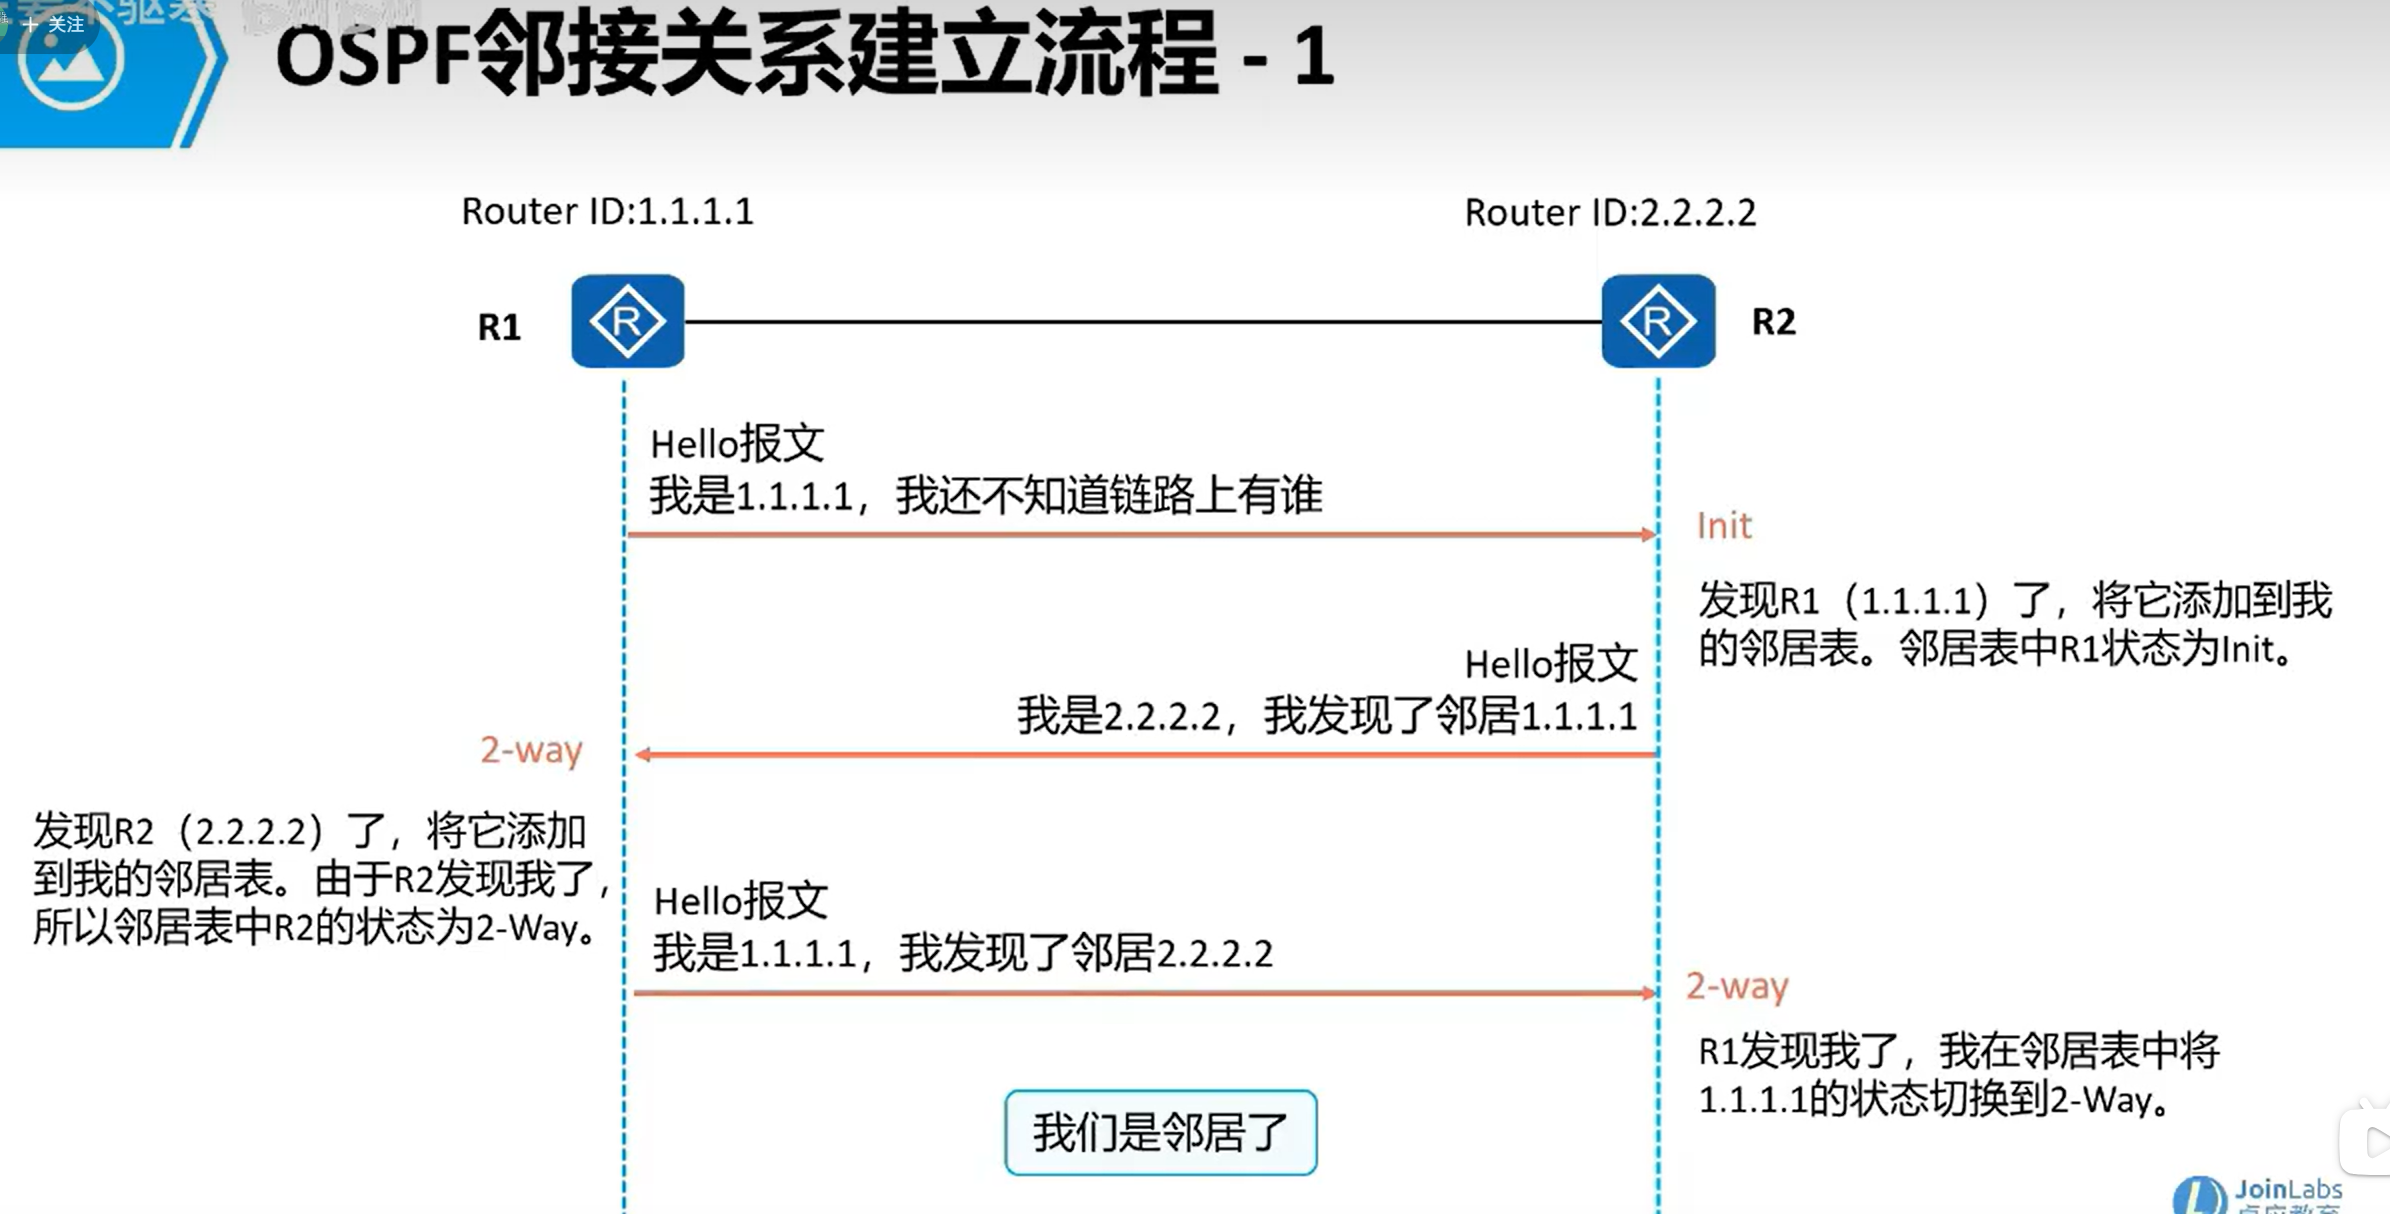 + 关注
OSPF邻接关系建立流程 - 1
Router ID:1.1.1.1
Router ID:2.2.2.2
R1
R
R
R2
Hello报文
我是1.1.1.1，我还不知道链路上有谁
Init
发现R1（1.1.1.1）了，将它添加到我
的邻居表。邻居表中R1状态为Init。
Hello报文
我是2.2.2.2，我发现了邻居1.1.1.1
2-way
发现R2（2.2.2.2）了，将它添加
到我的邻居表。由于R2发现我了，
所以邻居表中R2的状态为2-Way。
Hello报文
我是1.1.1.1，我发现了邻居2.2.2.2
2-way
R1发现我了，我在邻居表中将
1.1.1.1的状态切换到2-Way。
我们是邻居了
JoinLabs